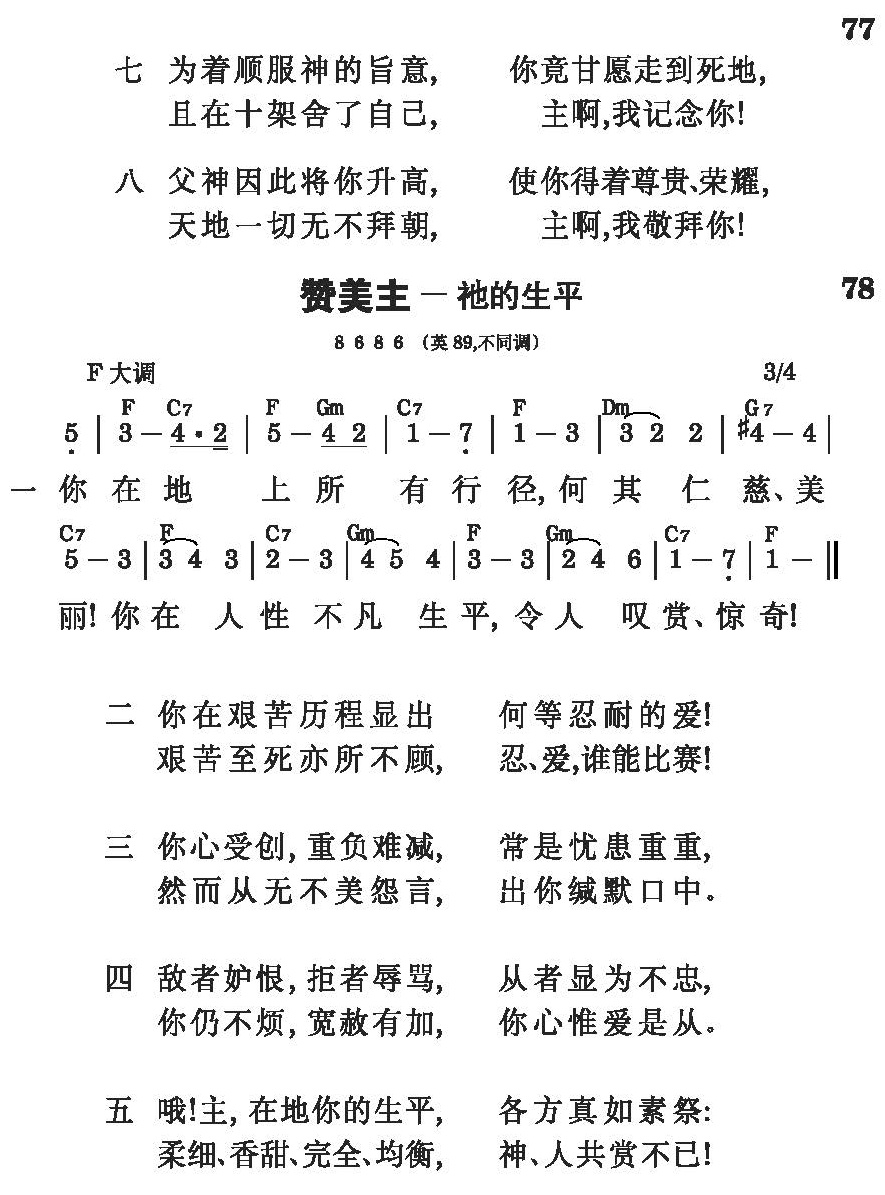 77
七 为着顺服神的旨意, 你竟甘愿走到死地,
且在十架舍了自己, 主啊,我记念你!
八 父神因此将你升高, 使你得着尊贵、荣耀,
天地一切无不拜朝, 主啊,我敬拜你!
赞美主 — 祂的生平 78
8 6 8 6 (英89,不同调)
F大调 3/4
F C7 F Gm C7 F Dm G7
5 | 3 – 4 · 2 | 5 – 4 2 | 1 – 7 | 1 – 3 | 3 2 2 | #4 – 4 |
一 你在地 上所 有行径,何其仁慈、美
C7 F C7 Gm F Gm C7 F
5 – 3 | 3 4 3 | 2 – 3 | 4 5 4 | 3 – 3 | 2 4 6 | 1 – 7 | 1 – ‖
丽!你在 人性不凡 生平,令人 叹赏、惊奇!
二 你在艰苦历程显出 何等忍耐的爱!
艰苦至死亦所不顾, 忍、爱,谁能比赛!
三 你心受创,重负难减, 常是忧患重重,
然而从无不美怨言, 出你缄默口中。
四 敌者妒恨,拒者辱骂, 从者显为不忠,
你仍不烦,宽赦有加, 你心惟爱是从。
五 哦!主,在地你的生平, 各方真如素祭:
柔细、香甜、完全、均衡, 神、人共赏不已!